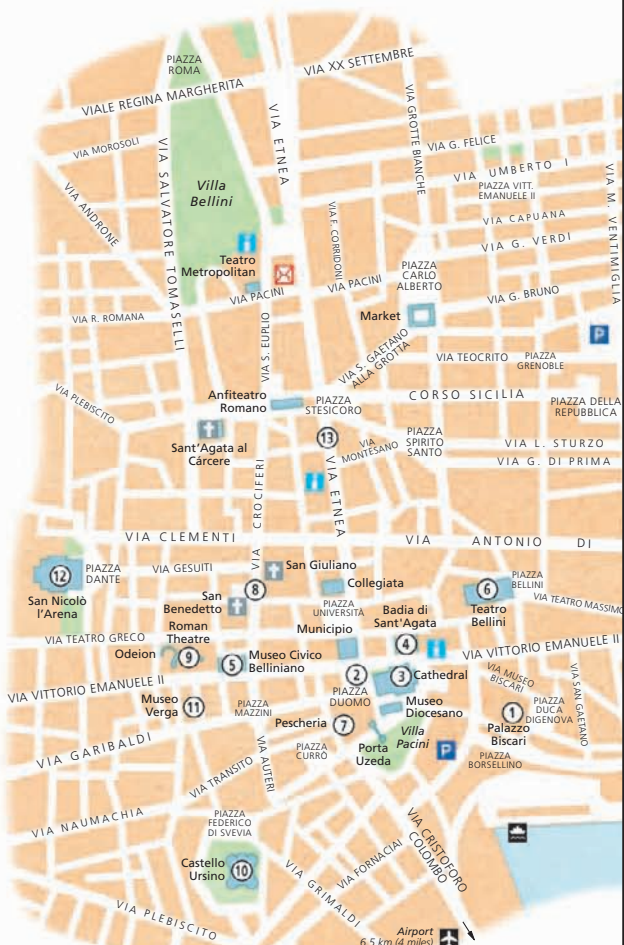 PIAZZA
ROMA
VIA XX SETTEMBRE
VIALE REGINA MARGHERITA
VIA ETNEA
VIA GROTTE BIANCHE
VIA MOROSOLI
VIA SALVATORE TOMASELLI
VIA G. FELICE
VIA UMBERTO I
VIA M. VENTIMIGLIA
PIAZZA VITT.
EMANUELE II
Villa
Bellini
VIA ANDRONE
VIA F. CORRIDONI
VIA CAPUANA
VIA G. VERDI
Teatro
Metropolitan
PIAZZA
CARLO
ALBERTO
VIA PACINI
VIA PACINI
VIA G. BRUNO
VIA R. ROMANA
VIA S. EUPLIO
Market
P
VIA S. GAETANO
ALLA GROTTA
VIA TEOCRITO
PIAZZA
GRENOBLE
VIA PLEBISCITO
Anfiteatro
Romano
PIAZZA
STESICORO
CORSO SICILIA
PIAZZA DELLA
REPUBBLICA
13
Sant'Agata al
Cárcere
VIA
MONTESANO
PIAZZA
SPIRITO
SANTO
VIA L. STURZO
VIA G. DI PRIMA
VIA ETNEA
VIA CROCIFERI
VIA CLEMENTI
VIA ANTONIO DI
12
PIAZZA
DANTE
VIA GESUITI
San Giuliano
8
Collegiata
6
PIAZZA
BELLINI
San Nicolò
l'Arena
San
Benedetto
PIAZZA
UNIVERSITÀ
Badia di
Sant'Agata
Teatro
Bellini
VIA TEATRO MASSIMO
VIA TEATRO GRECO
Roman
Theatre
Municipio
4
VIA VITTORIO EMANUELE II
Odeion
9
5
Museo Civico
Belliniano
2
3
Cathedral
VIA MUSEO
BISCARI
VIA SAN GAETANO
VIA VITTORIO EMANUELE II
PIAZZA
DUOMO
Museo
Verga
11
PIAZZA
MAZZINI
Museo
Diocesano
1
PIAZZA
DUCA
DIGENOVA
Pescheria
7
Villa
Pacini
Palazzo
Biscari
VIA GARIBALDI
VIA AUTERI
PIAZZA
CURRÒ
Porta
Uzeda
P
PIAZZA
BORSELLINO
VIA TRANSITO
VIA NAUMACHIA
PIAZZA
FEDERICO
DI SVEVIA
VIA CRISTOFORO
COLOMBO
Castello
Ursino
10
VIA GRIMALDI
VIA FORNACIAI
VIA PLEBISCITO
Airport
6.5 km (4 miles)